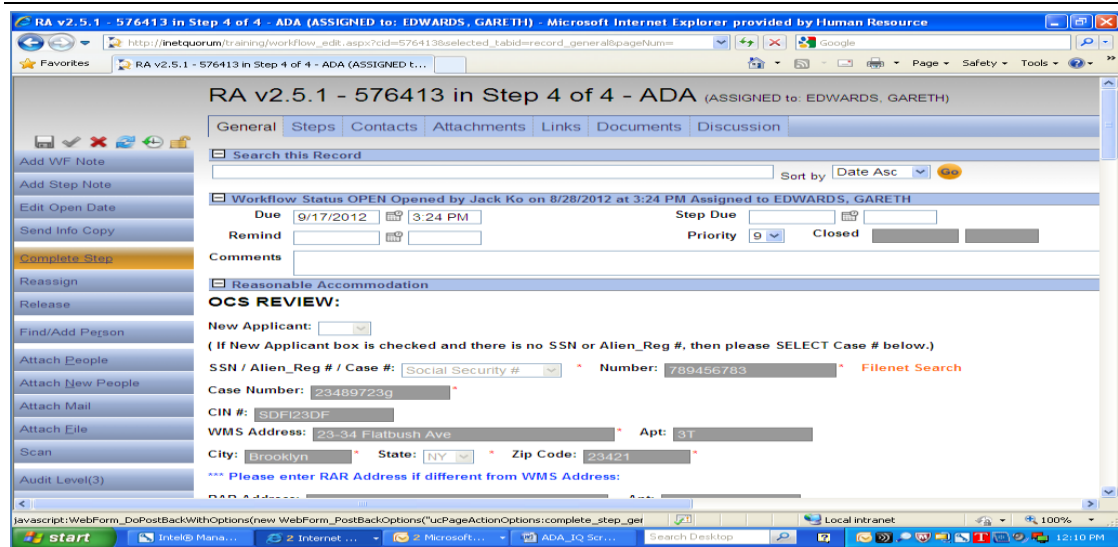 RA v2.5.1 - 576413 in Step 4 of 4 - ADA (ASSIGNED to: EDWARDS, GARETH) - Microsoft Internet Explorer provided by Human Resource
http://inetquorum/training/workflow_edit.aspx?cid=576413&selected_tabid=record_general&pageNum= Google
Favorites RA v2.5.1 - 576413 in Step 4 of 4 - ADA (ASSIGNED t... Page Safety Tools
RA v2.5.1 - 576413 in Step 4 of 4 - ADA (ASSIGNED to: EDWARDS, GARETH)
General Steps Contacts Attachments Links Documents Discussion
Add WF Note
Add Step Note
Edit Open Date
Send Info Copy
Complete Step
Reassign
Release
Find/Add Person
Attach People
Attach New People
Attach Mail
Attach File
Scan
Audit Level(3)
Search this Record
Sort by Date Asc Go
Workflow Status OPEN Opened by Jack Ko on 8/28/2012 at 3:24 PM Assigned to EDWARDS, GARETH
Due 9/17/2012 3:24 PM Step Due
Remind Priority 9 Closed
Comments
Reasonable Accommodation
OCS REVIEW:
New Applicant:
( If New Applicant box is checked and there is no SSN or Alien_Reg #, then please SELECT Case # below.)
SSN / Alien_Reg # / Case #: Social Security # * Number: 789456783 * Filenet Search
Case Number: 23489723g *
CIN #: SDFI23DF
WMS Address: 23-34 Flatbush Ave * Apt: 3T
City: Brooklyn * State: NY * Zip Code: 23421 *
*** Please enter RAR Address if different from WMS Address:
RAR Address: Apt:
javascript:WebForm_DoPostBackWithOptions(new WebForm_PostBackOptions("ucPageActionOptions:complete_step_ge Local intranet 100%
start Intel® Mana... 2 Internet ... 2 Microsoft... ADA_IQ Scr... Search Desktop 12:10 PM